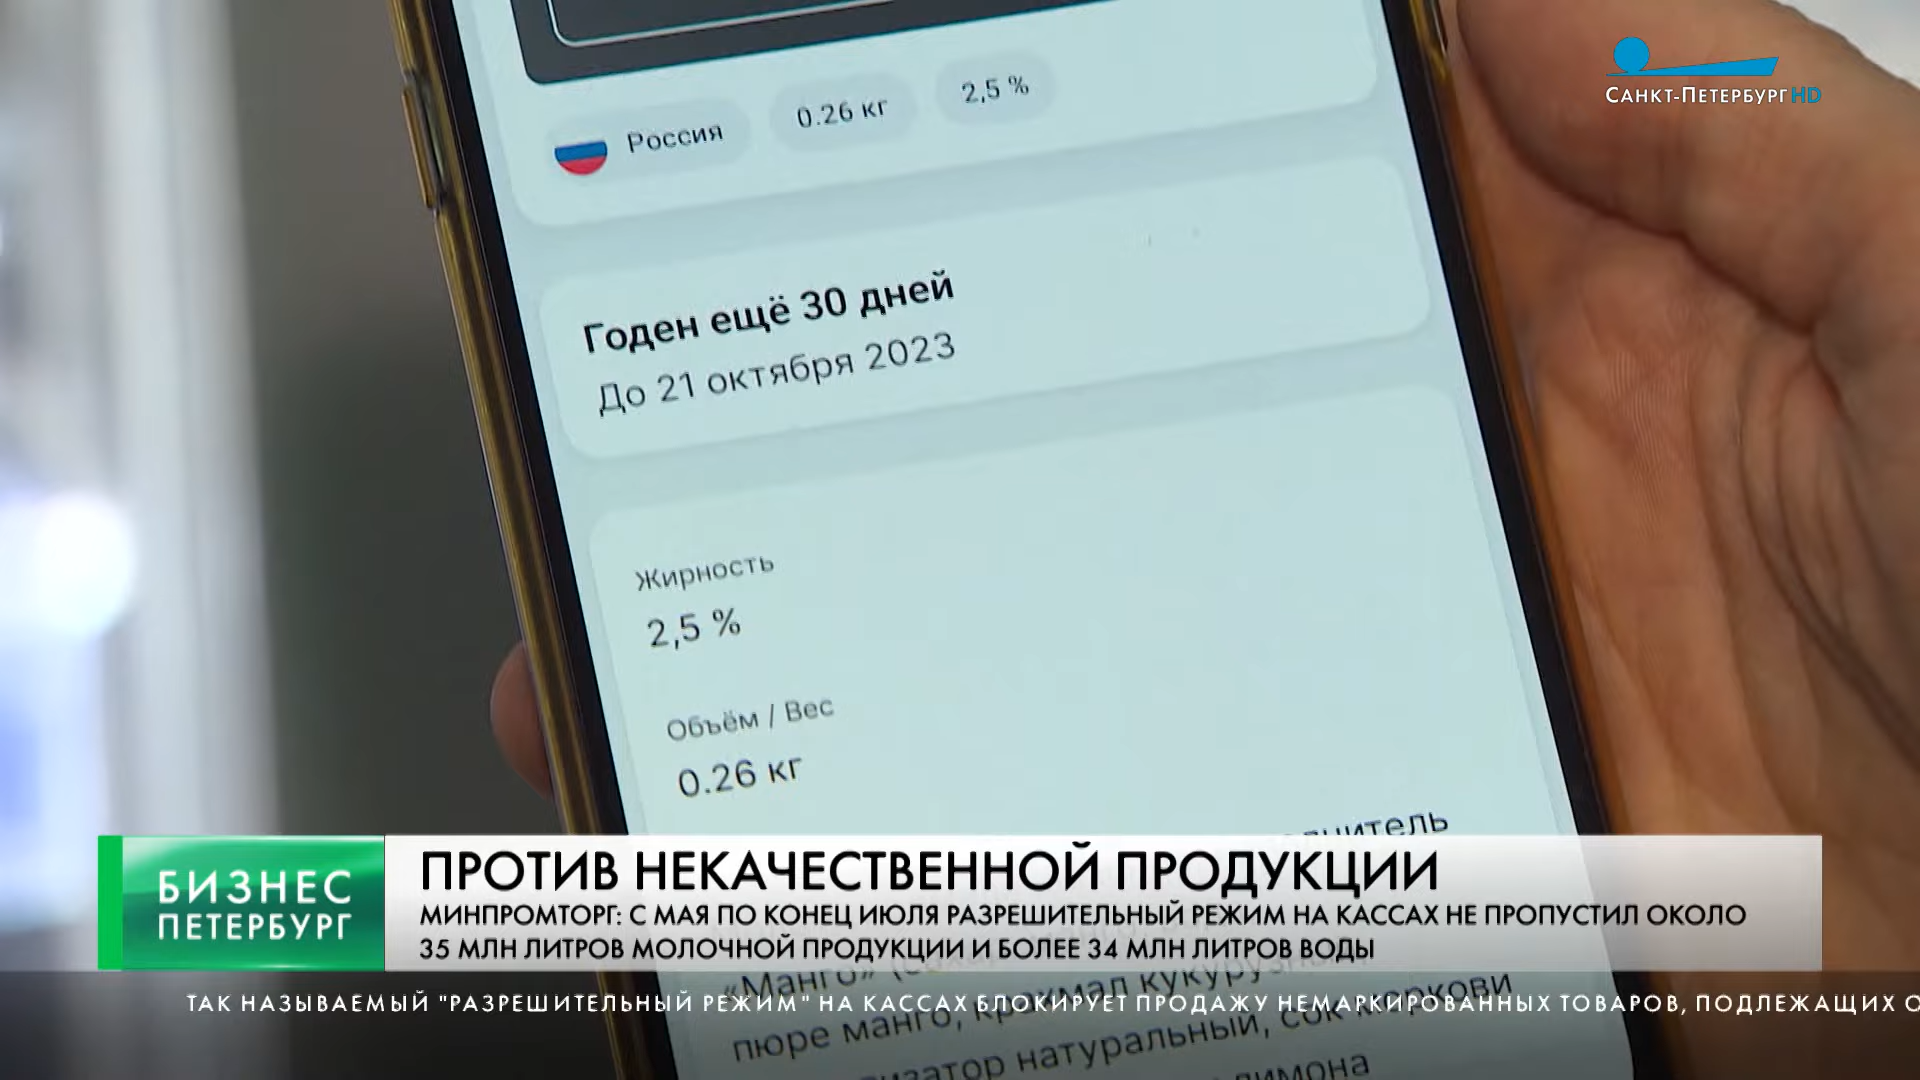 САНКТ-ПЕТЕРБУРГ HD
Россия
0.26 кг
2,5 %
Годен ещё 30 дней
До 21 октября 2023
Жирность
2,5 %
Объём / Вес
0.26 кг
БИЗНЕС
ПЕТЕРБУРГ
ПРОТИВ НЕКАЧЕСТВЕННОЙ ПРОДУКЦИИ
МИНПРОМТОРГ: С МАЯ ПО КОНЕЦ ИЮЛЯ РАЗРЕШИТЕЛЬНЫЙ РЕЖИМ НА КАССАХ НЕ ПРОПУСТИЛ ОКОЛО
35 МЛН ЛИТРОВ МОЛОЧНОЙ ПРОДУКЦИИ И БОЛЕЕ 34 МЛН ЛИТРОВ ВОДЫ
«Манго»
ТАК НАЗЫВАЕМЫЙ "РАЗРЕШИТЕЛЬНЫЙ РЕЖИМ" НА КАССАХ БЛОКИРУЕТ ПРОДАЖУ НЕМАРКИРОВАННЫХ ТОВАРОВ, ПОДЛЕЖАЩИХ О
пюре манго, крахмал кукурузный, сок моркови
натуральный,
лимона